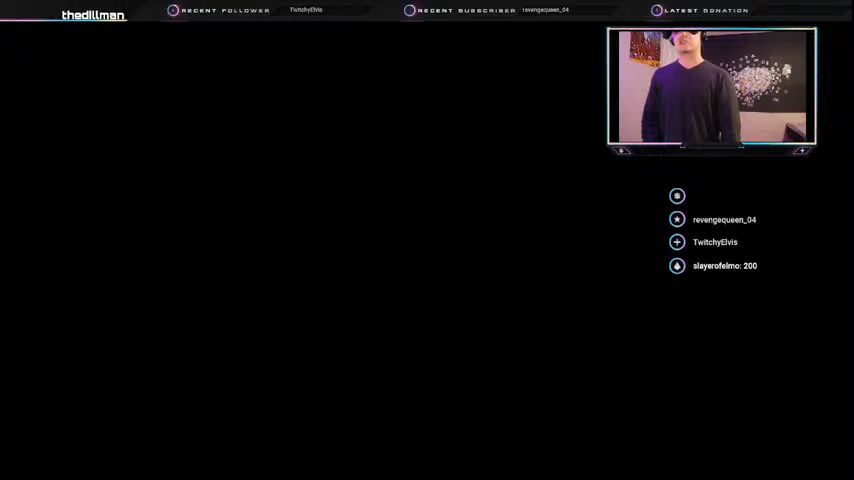 thedillman
RECENT FOLLOWER TwitchyElvis
RECENT SUBSCRIBER revengequeen_04
LATEST DONATION
revengequeen_04
TwitchyElvis
slayerofelmo: 200